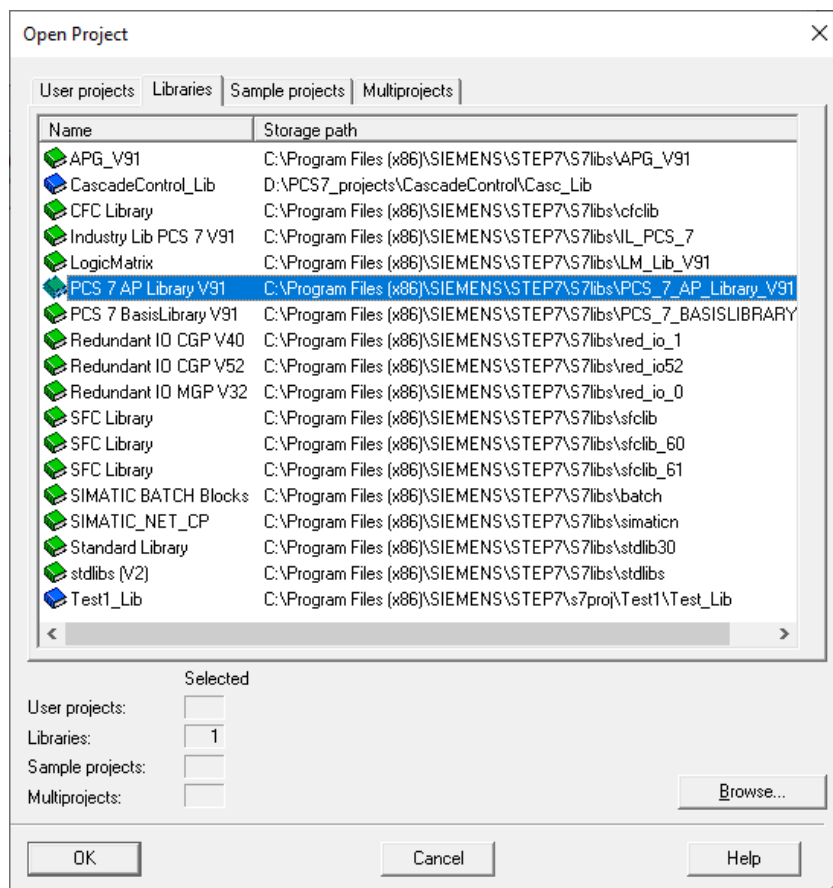 Open Project
User projects Libraries Sample projects Multiprojects
Name Storage path
APG_V91 C:\Program Files (x86)\SIEMENS\STEP7\S7libs\APG_V91
CascadeControl_Lib D:\PCS7_projects\CascadeControl\Casc_Lib
CFC Library C:\Program Files (x86)\SIEMENS\STEP7\S7libs\cfclib
Industry Lib PCS 7 V91 C:\Program Files (x86)\SIEMENS\STEP7\S7libs\IL_PCS_7
LogicMatrix C:\Program Files (x86)\SIEMENS\STEP7\S7libs\LM_Lib_V91
PCS 7 AP Library V91 C:\Program Files (x86)\SIEMENS\STEP7\S7libs\PCS_7_AP_Library_V91
PCS 7 BasisLibrary V91 C:\Program Files (x86)\SIEMENS\STEP7\S7libs\PCS_7_BASISLIBRARY
Redundant IO CGP V40 C:\Program Files (x86)\SIEMENS\STEP7\S7libs\red_io_1
Redundant IO CGP V52 C:\Program Files (x86)\SIEMENS\STEP7\S7libs\red_io52
Redundant IO MGP V32 C:\Program Files (x86)\SIEMENS\STEP7\S7libs\red_io_0
SFC Library C:\Program Files (x86)\SIEMENS\STEP7\S7libs\sfclib
SFC Library C:\Program Files (x86)\SIEMENS\STEP7\S7libs\sfclib_60
SFC Library C:\Program Files (x86)\SIEMENS\STEP7\S7libs\sfclib_61
SIMATIC BATCH Blocks C:\Program Files (x86)\SIEMENS\STEP7\S7libs\batch
SIMATIC_NET_CP C:\Program Files (x86)\SIEMENS\STEP7\S7libs\simaticn
Standard Library C:\Program Files (x86)\SIEMENS\STEP7\S7libs\stdlib30
stdlibs (V2) C:\Program Files (x86)\SIEMENS\STEP7\S7libs\stdlibs
Test1_Lib C:\Program Files (x86)\SIEMENS\STEP7\s7proj\Test1\Test_Lib
Selected
User projects:
Libraries: 1
Sample projects:
Multiprojects:
Browse...
OK Cancel Help